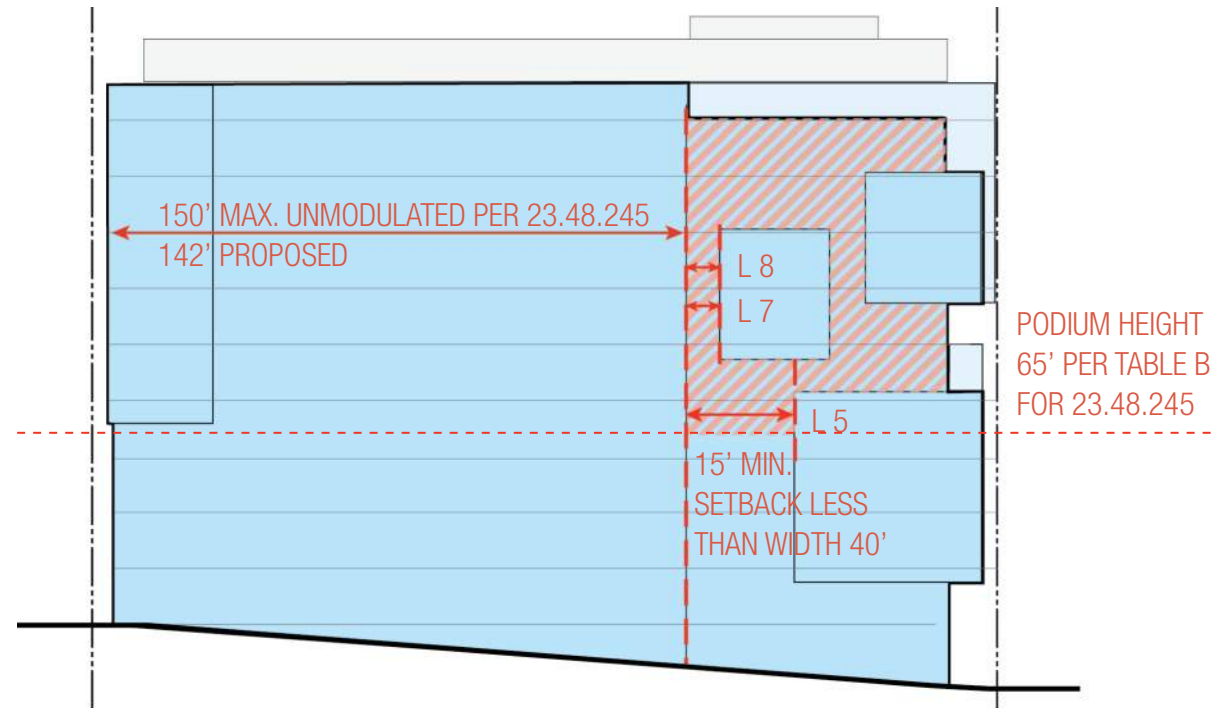 150' MAX. UNMODULATED PER 23.48.245
142' PROPOSED
L 8
L 7
PODIUM HEIGHT
65' PER TABLE B
FOR 23.48.245
L 5
15' MIN.
SETBACK LESS
THAN WIDTH 40'